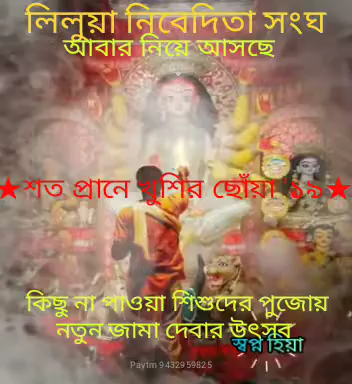 লিলুয়া নিবেদিতা সংঘ
আবার নিয়ে আসছে
★শত প্রানে খুশির ছোঁয়া ১৯★
কিছু না পাওয়া শিশুদের পুজোয়
নতুন জামা দেবার উৎসব
স্বপ্ন হিয়া
Paytm 9432959825